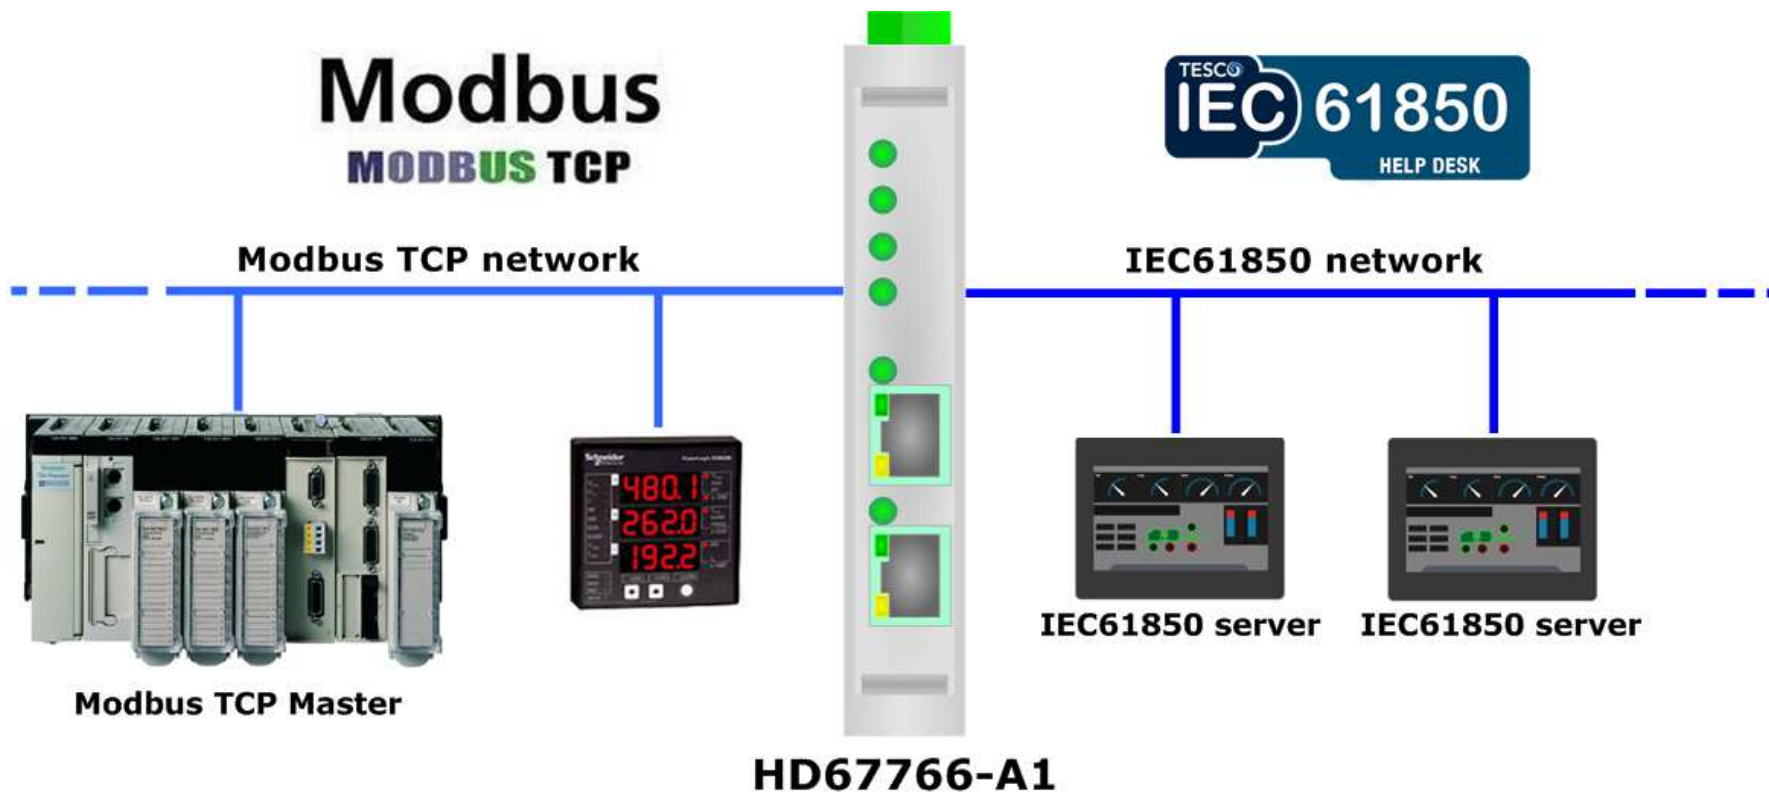 Modbus
MODBUS TCP
TESCO
IEC 61850
HELP DESK
Modbus TCP network
IEC61850 network
Schneider
480.1
262.0
192.2
IEC61850 server
IEC61850 server
Modbus TCP Master
HD67766-A1